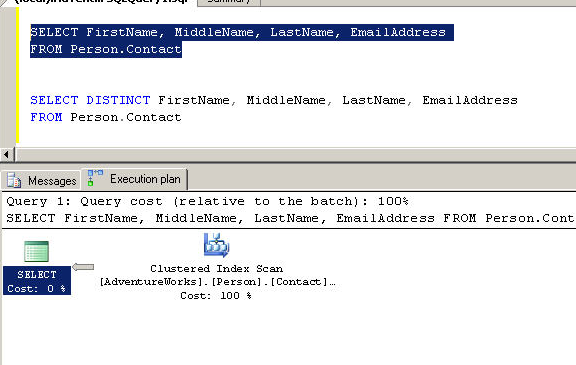 Summary
SELECT FirstName, MiddleName, LastName, EmailAddress
FROM Person.Contact
SELECT DISTINCT FirstName, MiddleName, LastName, EmailAddress
FROM Person.Contact
Messages Execution plan
Query 1: Query cost (relative to the batch): 100%
SELECT FirstName, MiddleName, LastName, EmailAddress FROM Person.Cont
SELECT
Cost: 0 %
Clustered Index Scan
[AdventureWorks].[Person].[Contact]…
Cost: 100 %